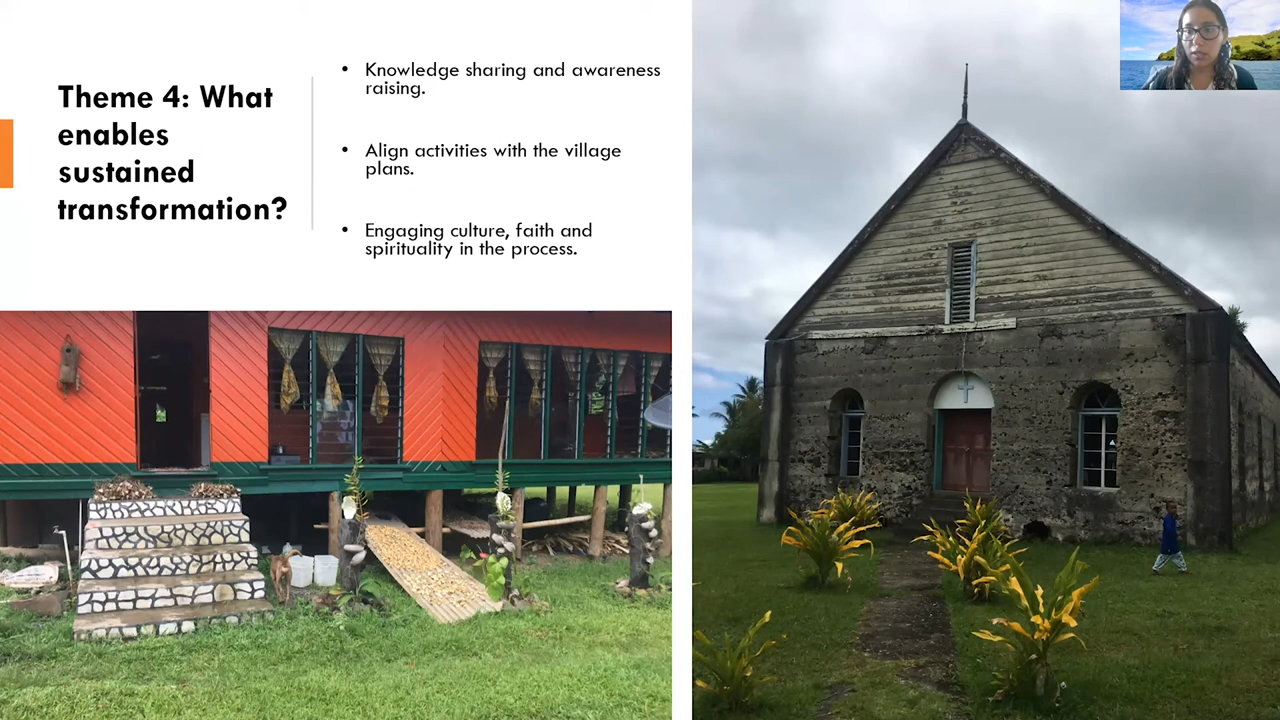 Theme 4: What
enables
sustained
transformation?
• Knowledge sharing and awareness
raising.
• Align activities with the village
plans.
• Engaging culture, faith and
spirituality in the process.